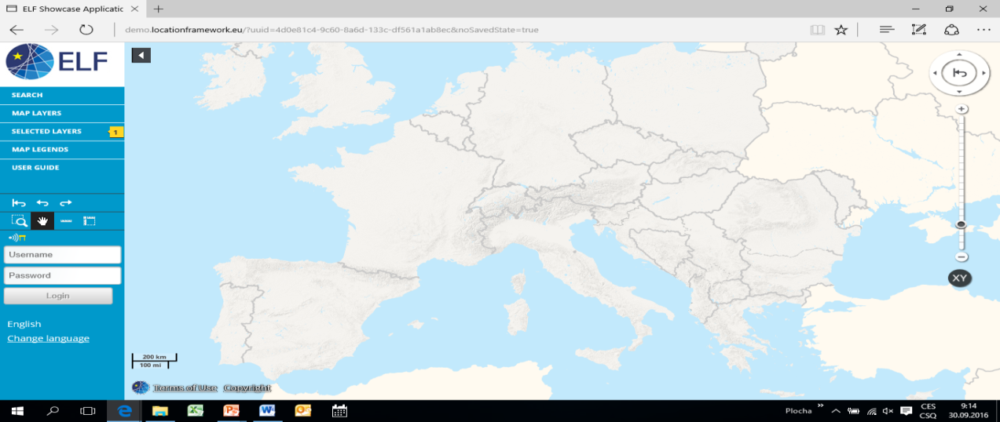 ELF Showcase Applicatic
demo.locationframework.eu/?uuid=4d0e81c4-9c60-8a6d-133c-df561a1ab8ec&noSavedState=true
ELF
SEARCH
MAP LAYERS
SELECTED LAYERS 1
MAP LEGENDS
USER GUIDE
Username
Password
Login
English
Change language
XY
200 km
100 mi
Terms of Use Copyright
Plocha
CES
CSQ
9:14
30.09.2016